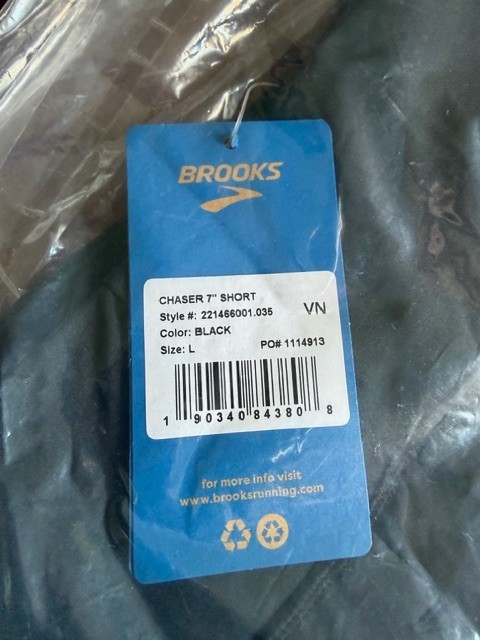 BROOKS
CHASER 7" SHORT
Style #: 221466001.035 VN
Color: BLACK
Size: L PO# 1114913
1 90340 84380 8
for more info visit
www.brooksrunning.com